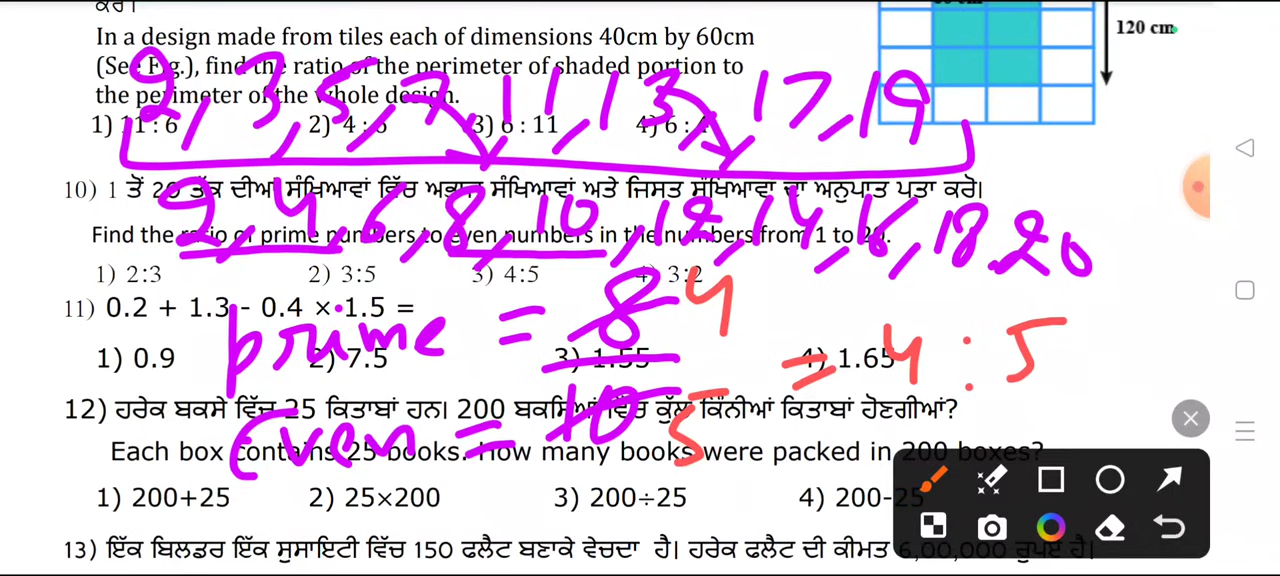 ਕਰੋ।
120 cm
In a design made from tiles each of dimensions 40cm by 60cm
(See Fig.), find the ratio of the perimeter of shaded portion to
the perimeter of the whole design.
1) 11 : 6 2) 4 : 6 3) 6 : 11 4) 6 : 4
2, 3, 5, 7, 11, 13, 17, 19
10) 1 ਤੋਂ 20 ਤੱਕ ਦੀਆਂ ਸੰਖਿਆਵਾਂ ਵਿੱਚ ਅਭਾਜ ਸੰਖਿਆਵਾਂ ਅਤੇ ਜਿਸਤ ਸੰਖਿਆਵਾਂ ਦਾ ਅਨੁਪਾਤ ਪਤਾ ਕਰੋ।
2, 4, 6, 8, 10, 12, 14, 16, 18, 20
Find the ratio of prime numbers to even numbers in the numbers from 1 to 20.
1) 2:3 2) 3:5 3) 4:5 4) 3:2
11) 0.2 + 1.3 - 0.4 × 1.5 =
1) 0.9 2) 7.5 3) 1.55 4) 1.65
prime = 8 4
Even = 10 5
= 4 : 5
12) ਹਰੇਕ ਬਕਸੇ ਵਿੱਚ 25 ਕਿਤਾਬਾਂ ਹਨ। 200 ਬਕਸਿਆਂ ਵਿੱਚ ਕੁੱਲ ਕਿੰਨੀਆਂ ਕਿਤਾਬਾਂ ਹੋਣਗੀਆਂ?
Each box contains 25 books. How many books were packed in 200 boxes?
1) 200+25 2) 25×200 3) 200÷25 4) 200-25
13) ਇੱਕ ਬਿਲਡਰ ਇੱਕ ਸੁਸਾਇਟੀ ਵਿੱਚ 150 ਫਲੈਟ ਬਣਾਕੇ ਵੇਚਦਾ ਹੈ। ਹਰੇਕ ਫਲੈਟ ਦੀ ਕੀਮਤ 6,00,000 ਰੁਪਏ ਹੈ।